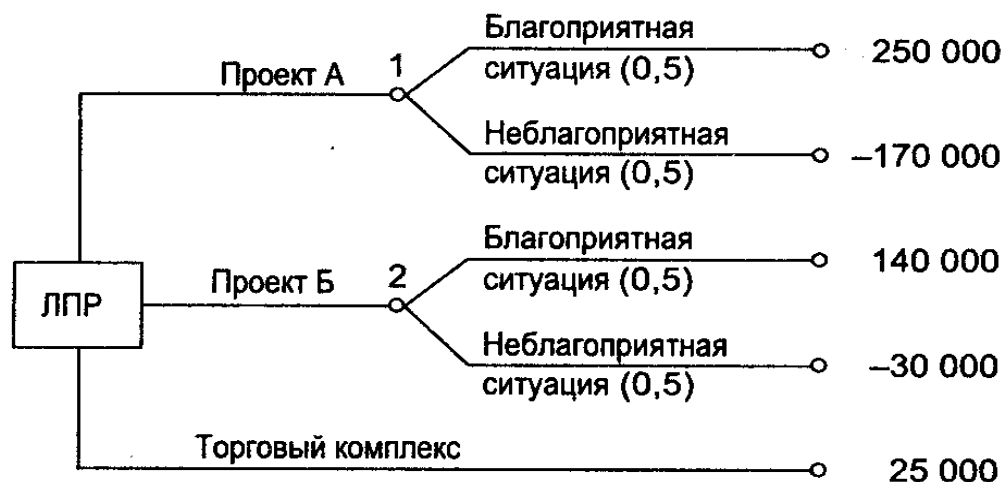 Благоприятная
ситуация (0,5)
250 000
Проект А
1
Неблагоприятная
ситуация (0,5)
–170 000
Благоприятная
ситуация (0,5)
140 000
ЛПР
Проект Б
2
Неблагоприятная
ситуация (0,5)
–30 000
Торговый комплекс
25 000